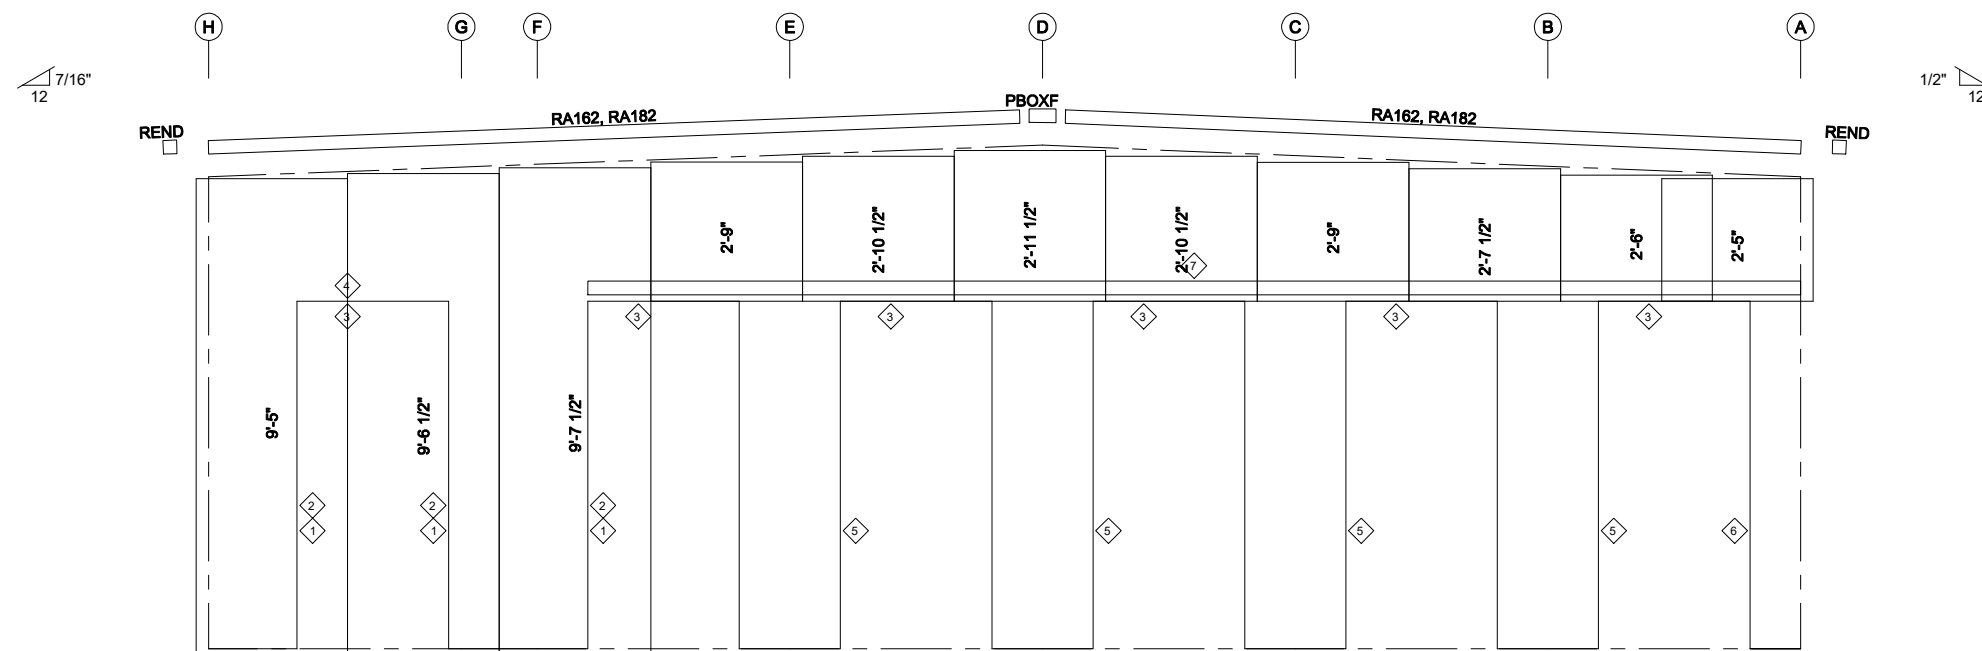 H G F E D C B A
7/16"
12
1/2"
12
PBOXF
RA162, RA182
RA162, RA182
REND
REND
2'-9"
2'-10 1/2"
2'-11 1/2"
2'-10 1/2"
2'-9"
2'-7 1/2"
2'-6"
2'-5"
7
4
3 3 3 3 3 3
9'-5"
9'-6 1/2"
9'-7 1/2"
2 2 2
1 1 1 5 5 5 5 6